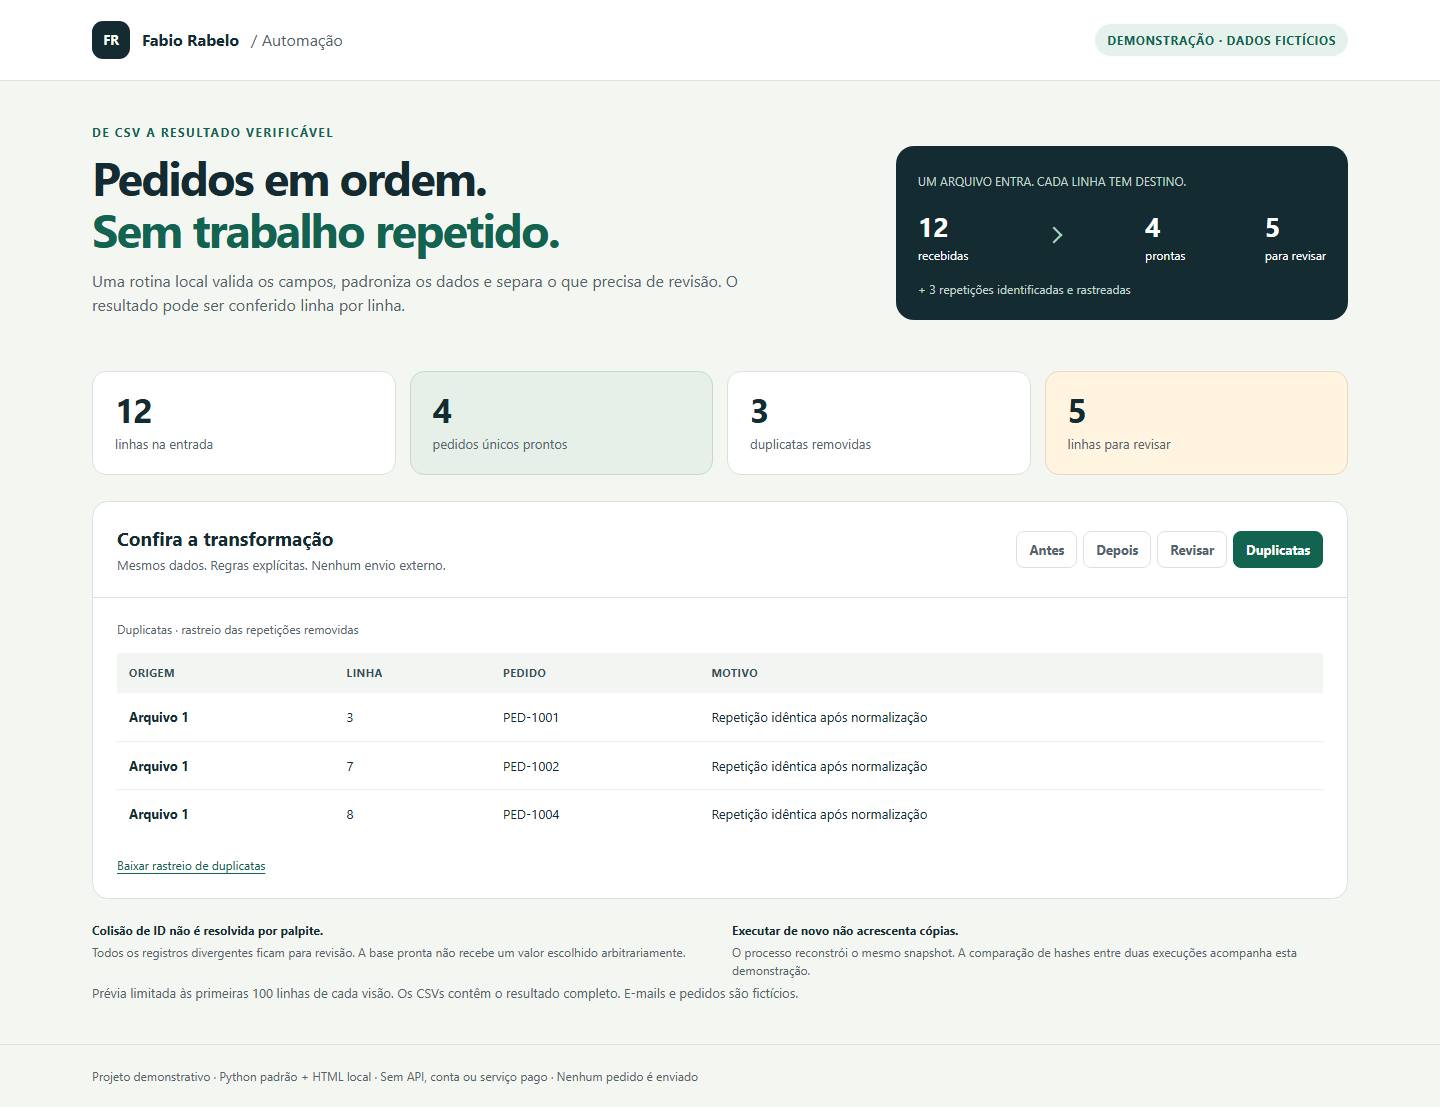 FR
Fabio Rabelo / Automação
DEMONSTRAÇÃO · DADOS FICTÍCIOS
DE CSV A RESULTADO VERIFICÁVEL
Pedidos em ordem.
Sem trabalho repetido.
Uma rotina local valida os campos, padroniza os dados e separa o que precisa de revisão. O
resultado pode ser conferido linha por linha.
UM ARQUIVO ENTRA. CADA LINHA TEM DESTINO.
12 > 4 5
recebidas prontas para revisar
+ 3 repetições identificadas e rastreadas
12
linhas na entrada
4
pedidos únicos prontos
3
duplicatas removidas
5
linhas para revisar
Confira a transformação
Mesmos dados. Regras explícitas. Nenhum envio externo.
Antes Depois Revisar Duplicatas
Duplicatas · rastreio das repetições removidas
ORIGEM LINHA PEDIDO MOTIVO
Arquivo 1 3 PED-1001 Repetição idêntica após normalização
Arquivo 1 7 PED-1002 Repetição idêntica após normalização
Arquivo 1 8 PED-1004 Repetição idêntica após normalização
Baixar rastreio de duplicatas
Colisão de ID não é resolvida por palpite.
Todos os registros divergentes ficam para revisão. A base pronta não recebe um valor escolhido arbitrariamente.
Executar de novo não acrescenta cópias.
O processo reconstrói o mesmo snapshot. A comparação de hashes entre duas execuções acompanha esta
demonstração.
Prévia limitada às primeiras 100 linhas de cada visão. Os CSVs contêm o resultado completo. E-mails e pedidos são fictícios.
Projeto demonstrativo · Python padrão + HTML local · Sem API, conta ou serviço pago · Nenhum pedido é enviado